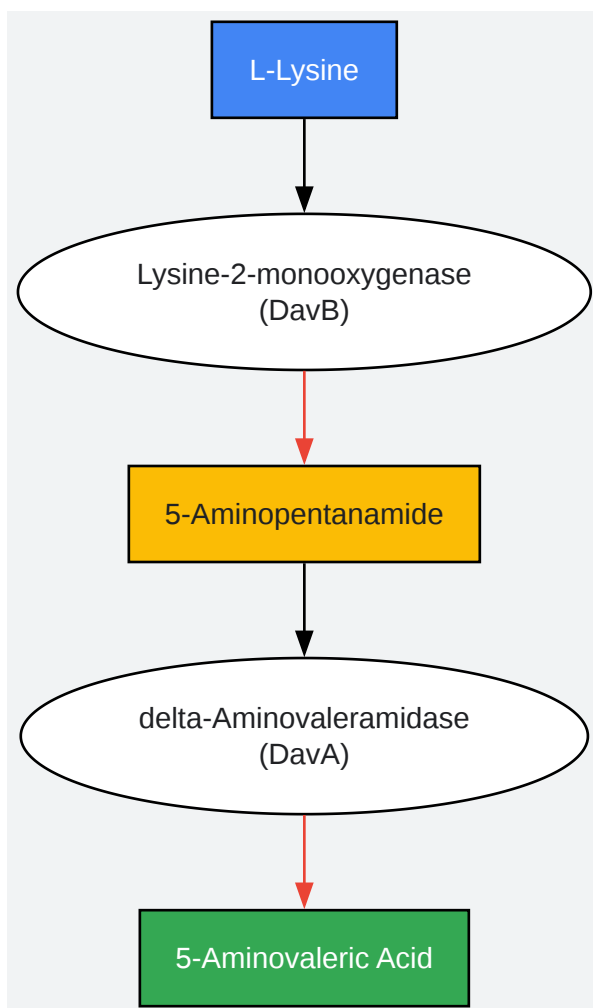 L-Lysine
Lysine-2-monooxygenase
(DavB)
5-Aminopentanamide
delta-Aminovaleramidase
(DavA)
5-Aminovaleric Acid